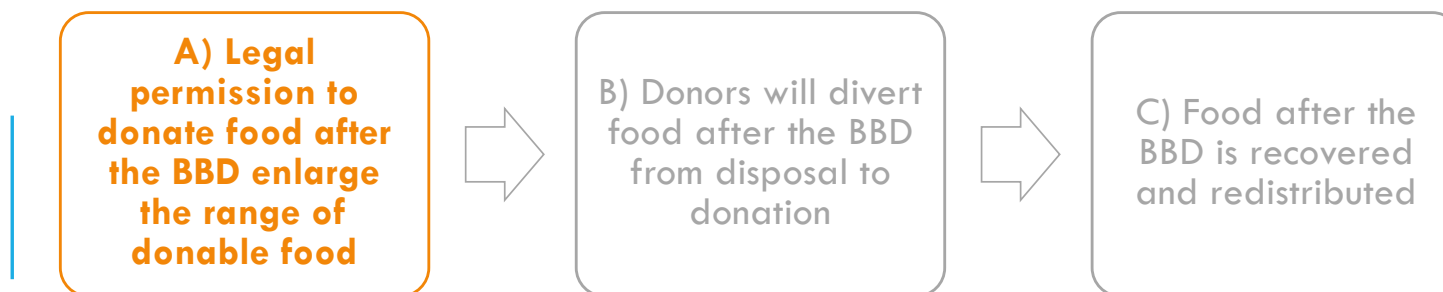 A) Legal
permission to
donate food after
the BBD enlarge
the range of
donable food
B) Donors will divert
food after the BBD
from disposal to
donation
C) Food after the
BBD is recovered
and redistributed